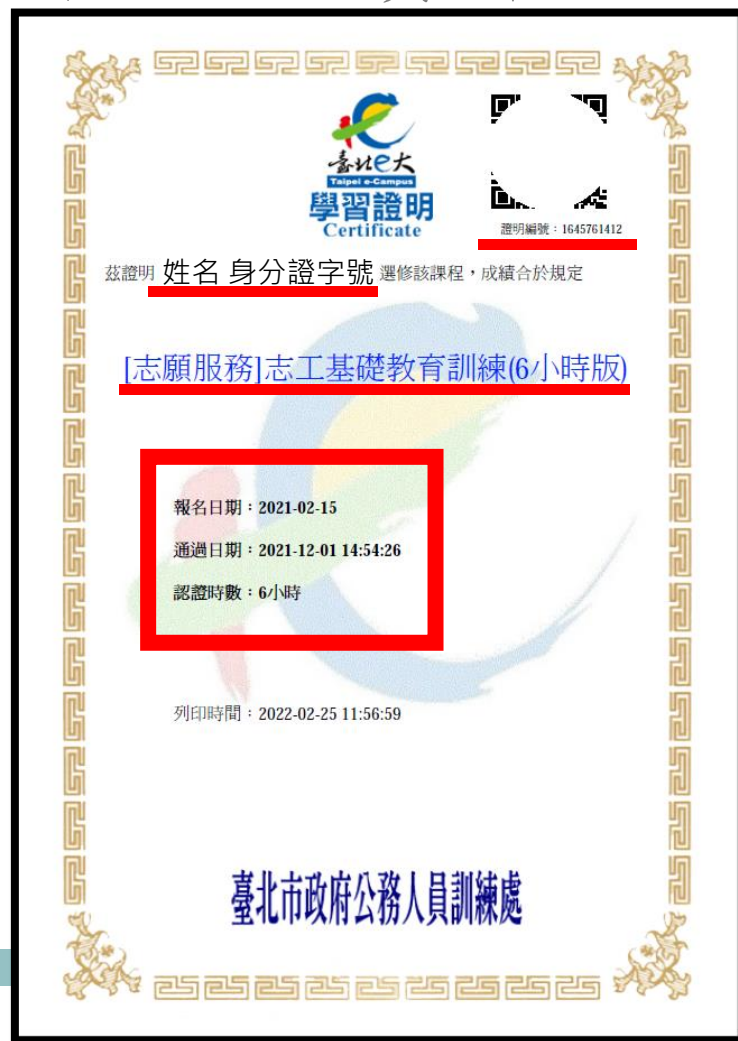 臺北e大
Taipei e-Campus
學習證明
Certificate
證明編號：1645761412
茲證明 姓名 身分證字號 選修該課程，成績合於規定
[志願服務]志工基礎教育訓練(6小時版)
報名日期：2021-02-15
通過日期：2021-12-01 14:54:26
認證時數：6小時
列印時間：2022-02-25 11:56:59
臺北市政府公務人員訓練處